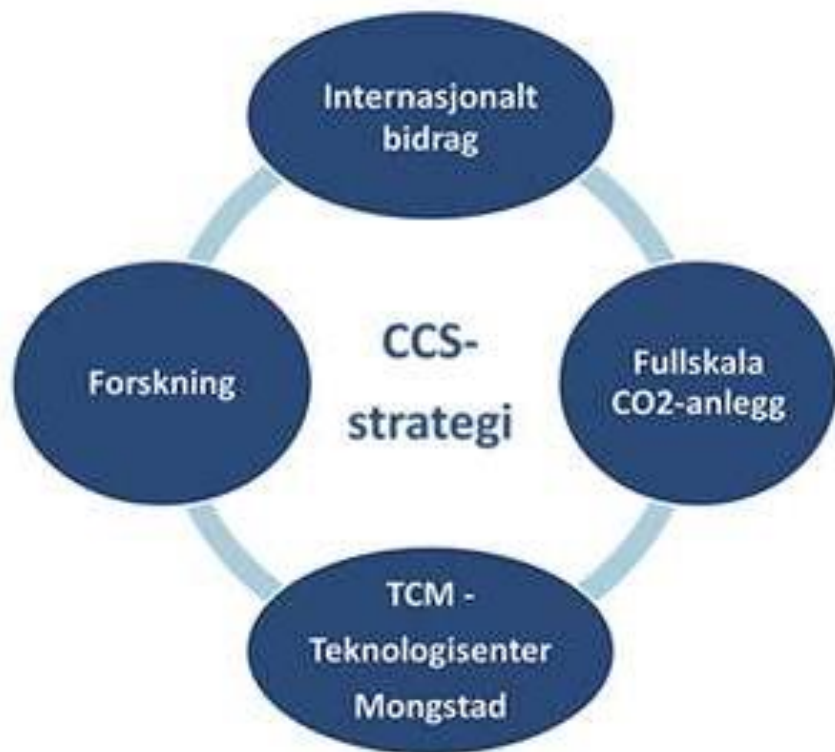 Internasjonalt
bidrag
Forskning
CCS-
strategi
Fullskala
CO2-anlegg
TCM -
Teknologisenter
Mongstad